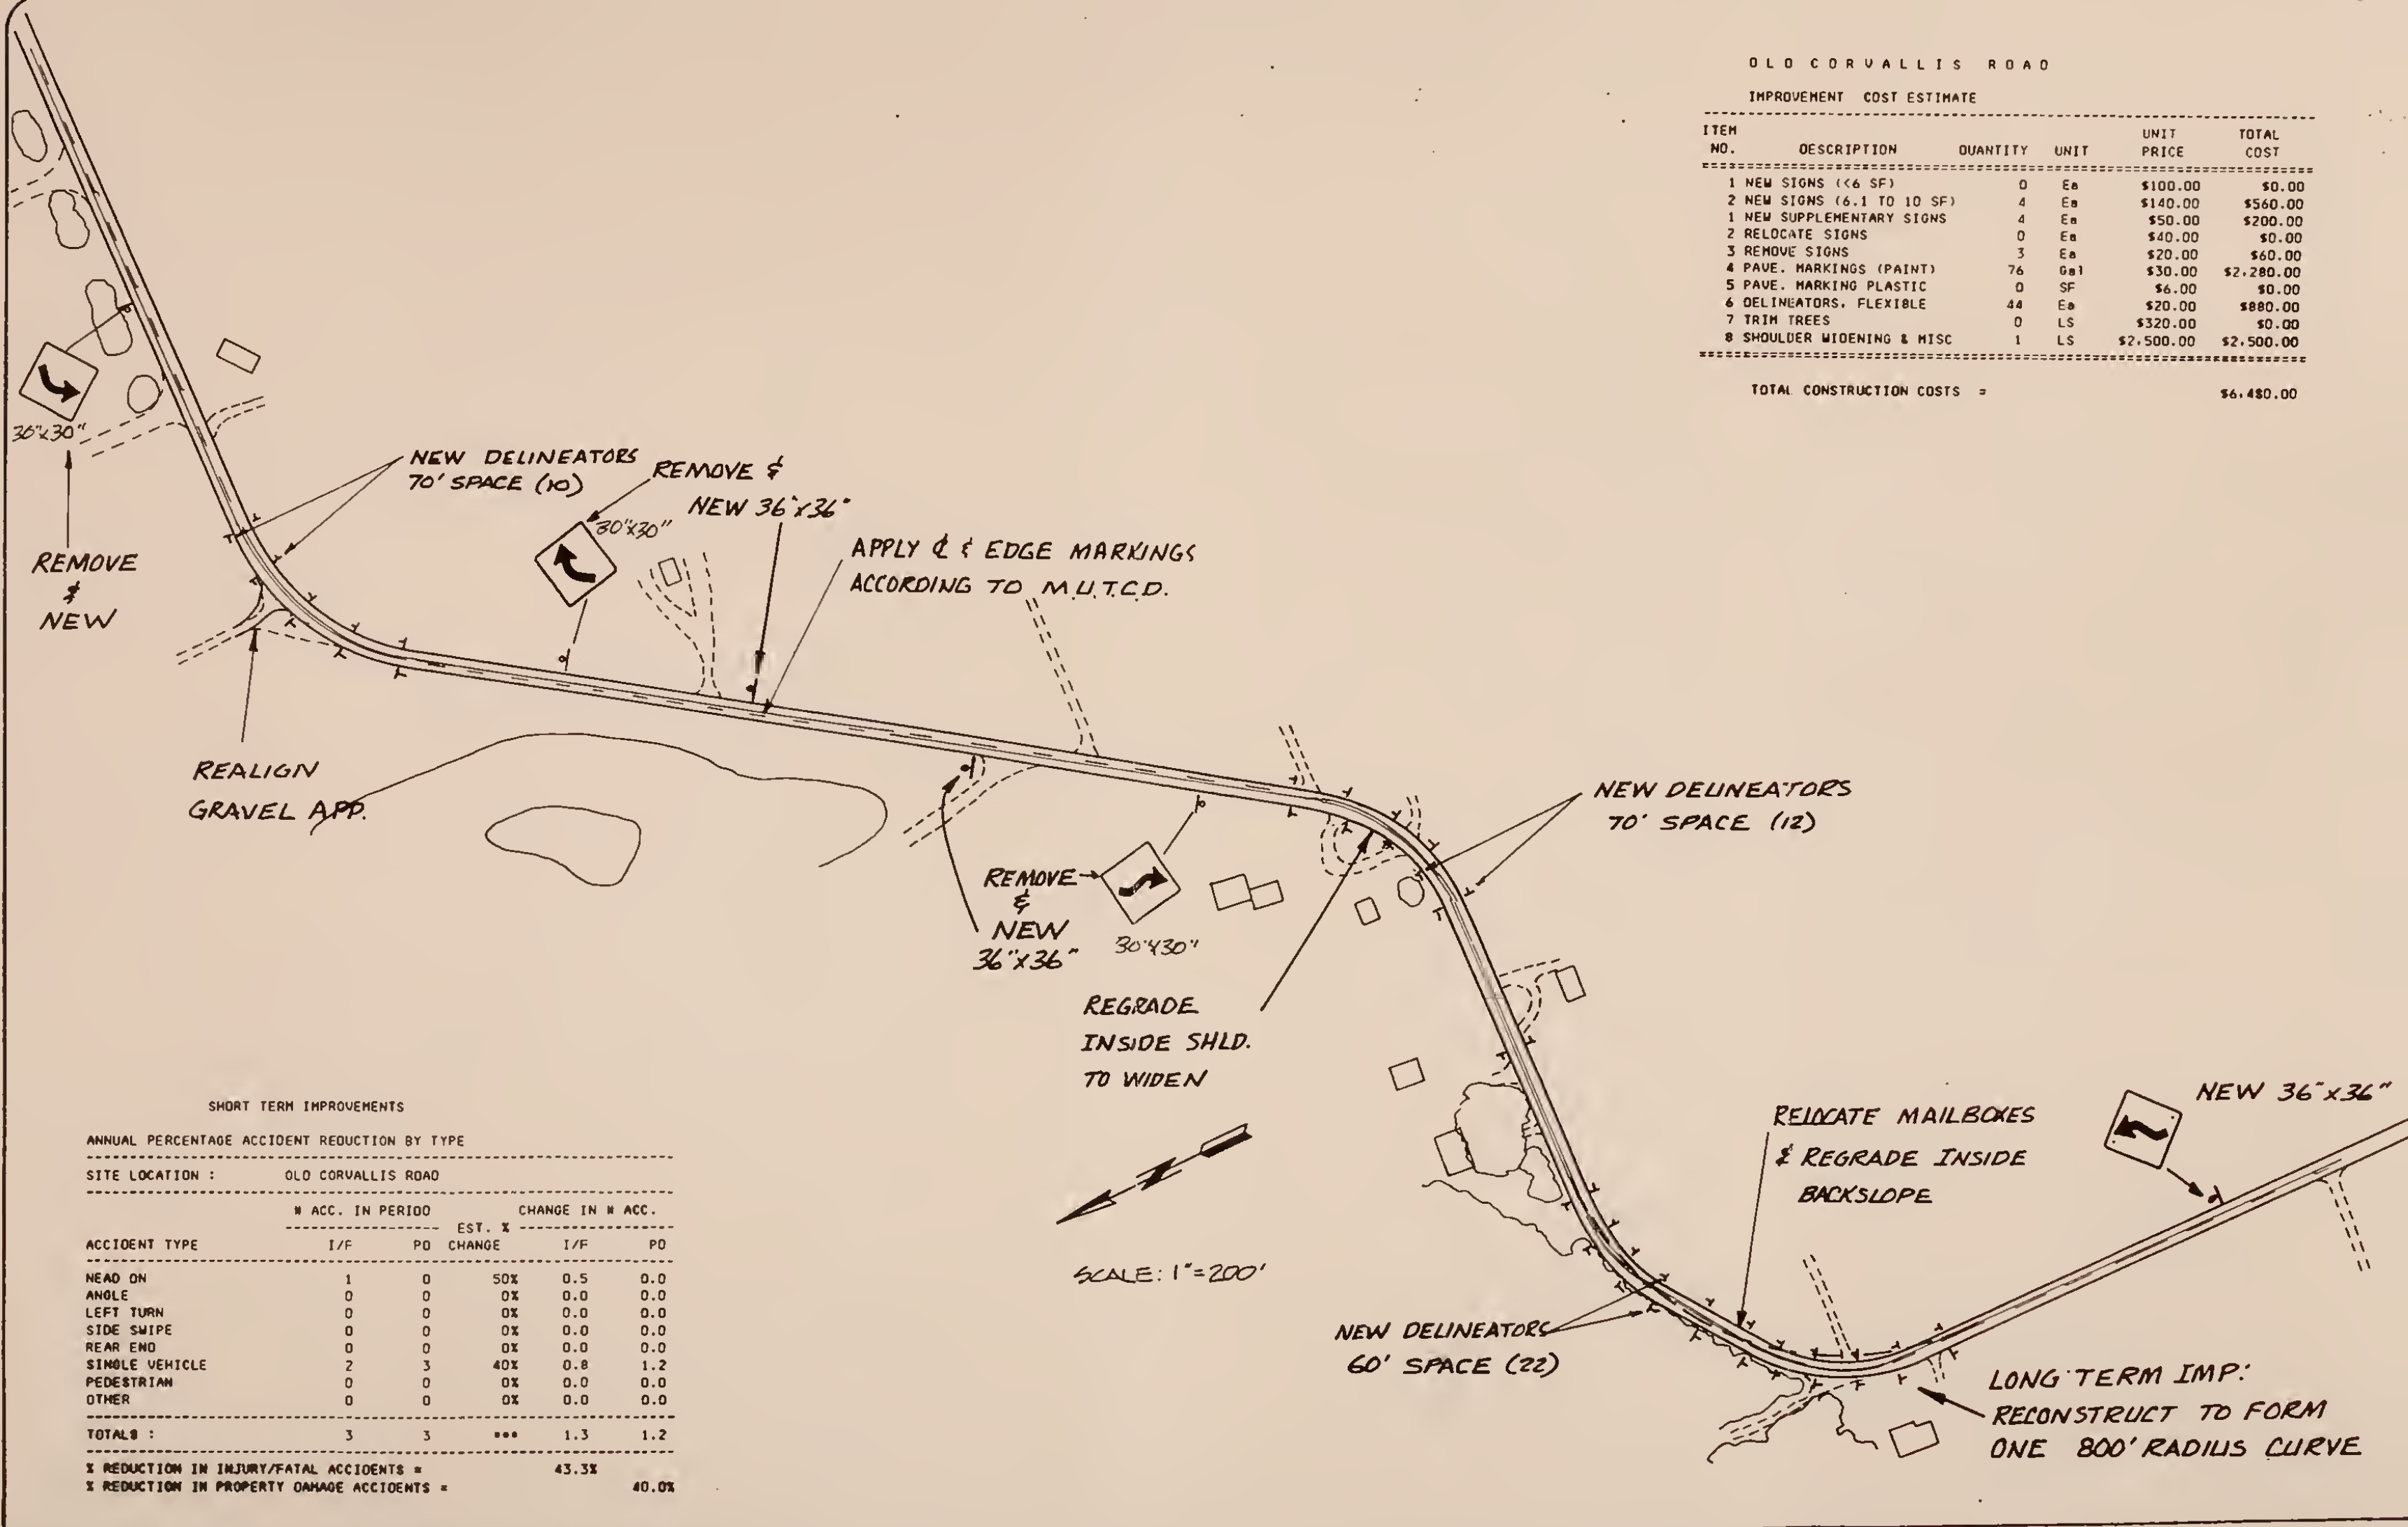 OLD CORVALLIS ROAD
IMPROVEMENT COST ESTIMATE
ITEM NO. DESCRIPTION QUANTITY UNIT UNIT PRICE TOTAL COST
1 NEW SIGNS (<6 SF) 0 Ea $100.00 $0.00
2 NEW SIGNS (6.1 TO 10 SF) 4 Ea $140.00 $560.00
1 NEW SUPPLEMENTARY SIGNS 4 Ea $50.00 $200.00
2 RELOCATE SIGNS 0 Ea $40.00 $0.00
3 REMOVE SIGNS 3 Ea $20.00 $60.00
4 PAVE. MARKINGS (PAINT) 76 Gal $30.00 $2,280.00
5 PAVE. MARKING PLASTIC 0 SF $6.00 $0.00
6 DELINEATORS, FLEXIBLE 44 Ea $20.00 $880.00
7 TRIM TREES 0 LS $320.00 $0.00
8 SHOULDER WIDENING & MISC 1 LS $2,500.00 $2,500.00
TOTAL CONSTRUCTION COSTS = $6,480.00
30"x30"
REMOVE
&
NEW
NEW DELINEATORS
70' SPACE (10)
REMOVE &
NEW 36"x36"
30"x30"
APPLY ℄ & EDGE MARKINGS
ACCORDING TO M.U.T.C.D.
REALIGN
GRAVEL APP.
REMOVE
&
NEW
36"x36"
30"x30"
NEW DELINEATORS
70' SPACE (12)
REGRADE
INSIDE SHLD.
TO WIDEN
SCALE: 1"=200'
NEW DELINEATORS
60' SPACE (22)
RELOCATE MAILBOXES
& REGRADE INSIDE
BACKSLOPE
NEW 36"x36"
LONG TERM IMP:
RECONSTRUCT TO FORM
ONE 800' RADIUS CURVE
SHORT TERM IMPROVEMENTS
ANNUAL PERCENTAGE ACCIDENT REDUCTION BY TYPE
SITE LOCATION : OLD CORVALLIS ROAD
# ACC. IN PERIOD CHANGE IN # ACC.
EST. %
ACCIDENT TYPE I/F PD CHANGE I/F PD
HEAD ON 1 0 50% 0.5 0.0
ANGLE 0 0 0% 0.0 0.0
LEFT TURN 0 0 0% 0.0 0.0
SIDE SWIPE 0 0 0% 0.0 0.0
REAR END 0 0 0% 0.0 0.0
SINGLE VEHICLE 2 3 40% 0.8 1.2
PEDESTRIAN 0 0 0% 0.0 0.0
OTHER 0 0 0% 0.0 0.0
TOTALS : 3 3 *** 1.3 1.2
% REDUCTION IN INJURY/FATAL ACCIDENTS = 43.3%
% REDUCTION IN PROPERTY DAMAGE ACCIDENTS = 40.0%